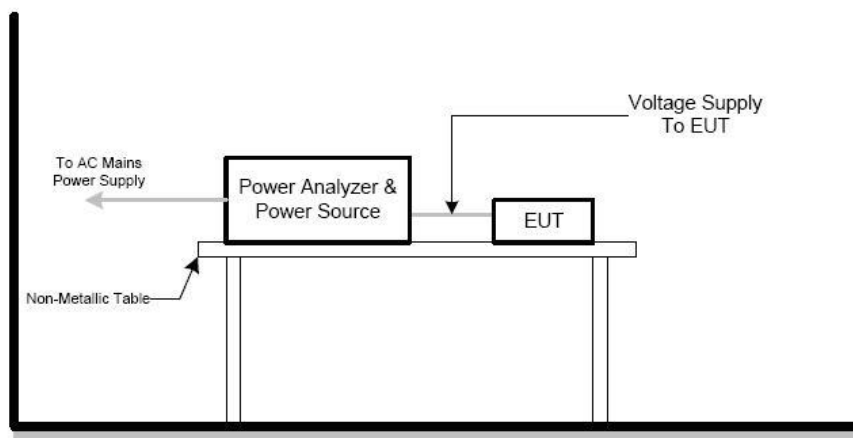 Voltage Supply
To EUT
To AC Mains
Power Supply
Power Analyzer &
Power Source
EUT
Non-Metallic Table